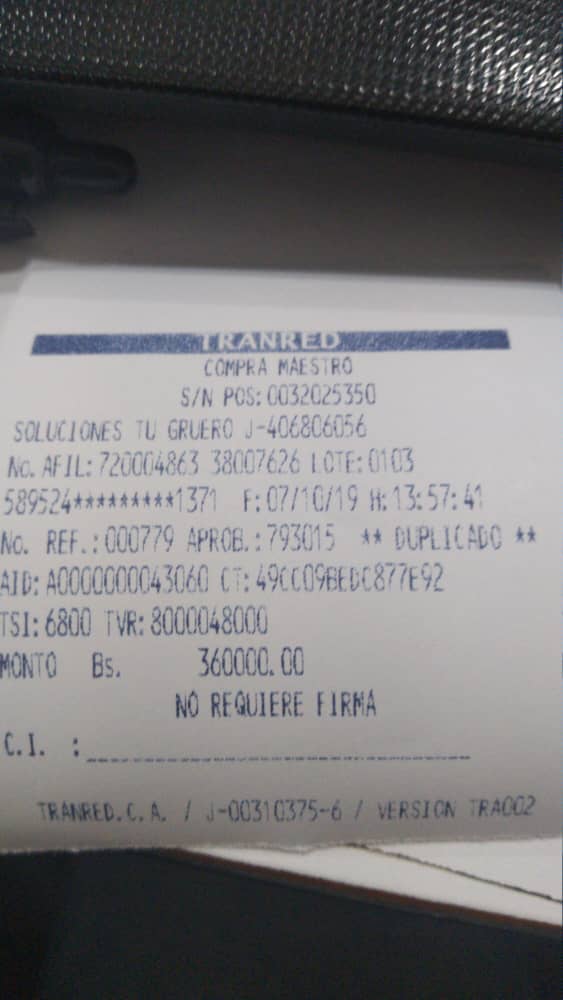 TRANRED
COMPRA MAESTRO
S/N POS: 0032025350
SOLUCIONES TU GRUERO J-406806056
No. AFIL: 720004863 38007626 LOTE: 0103
589524*********1371 F: 07/10/19 H: 13:57:41
No. REF.: 000779 APROB.: 793015 ** DUPLICADO **
AID: A0000000043060 CT: 49CC09BEDC877E92
TSI: 6800 TVR: 8000048000
MONTO Bs. 360000.00
NO REQUIERE FIRMA
C.I. :
TRANRED.C.A. / J-00310375-6 / VERSION TRA002